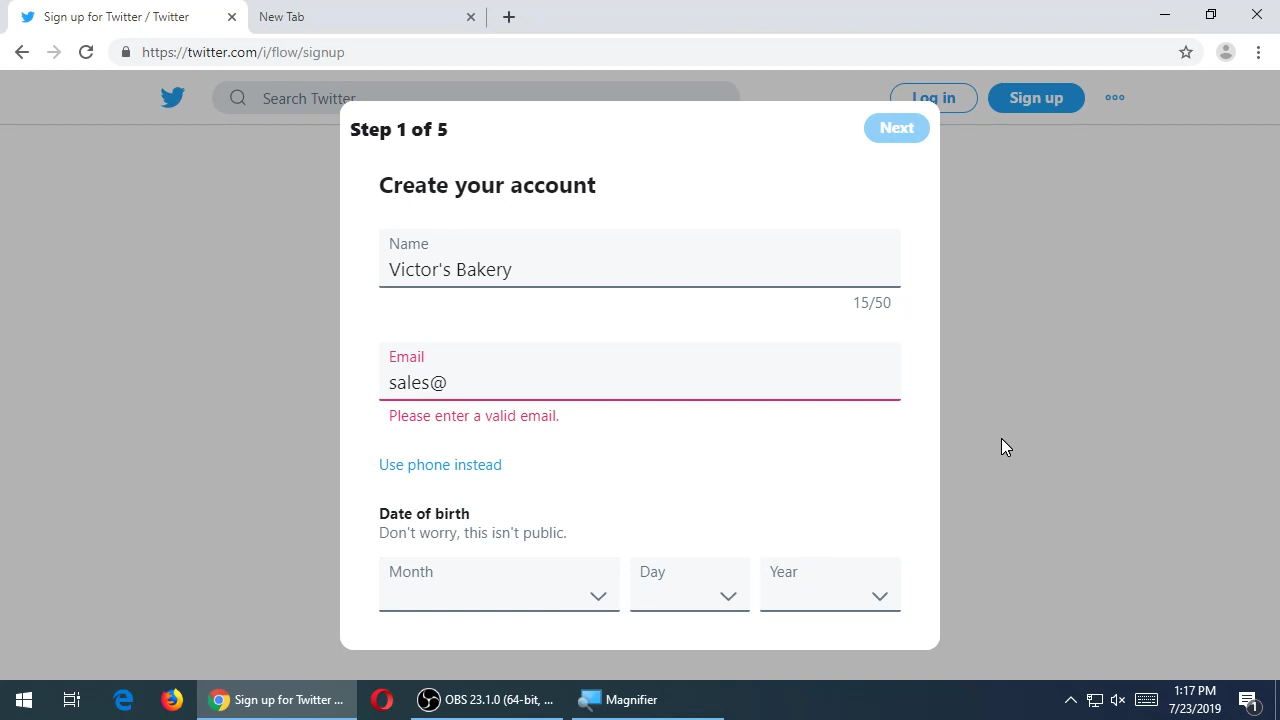 Sign up for Twitter / Twitter
New Tab
https://twitter.com/i/flow/signup
Search Twitter
Log in
Sign up
Step 1 of 5
Next
Create your account
Name
Victor's Bakery
15/50
Email
sales@
Please enter a valid email.
Use phone instead
Date of birth
Don't worry, this isn't public.
Month
Day
Year
Sign up for Twitter ...
OBS 23.1.0 (64-bit, ...
Magnifier
1:17 PM
7/23/2019
1